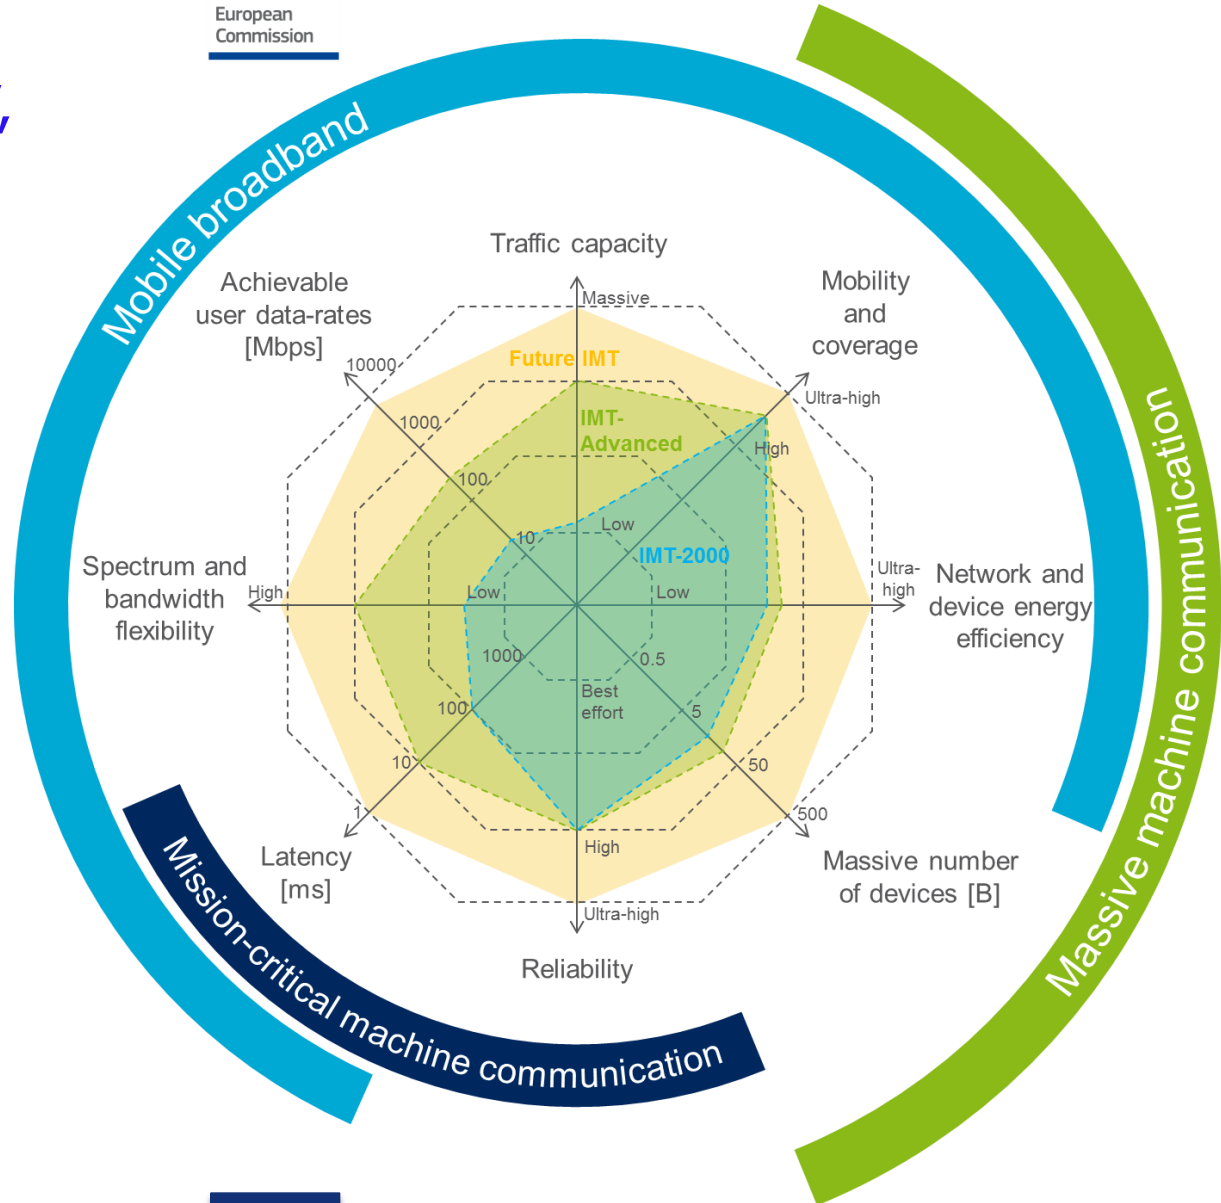 European
Commission
,
Mobile broadband
Traffic capacity
Achievable
user data-rates
[Mbps]
Mobility
and
coverage
Massive
10000
Future IMT
Ultra-high
1000
IMT-
Advanced
High
100
Low
10
IMT-2000
Spectrum and
bandwidth
flexibility
High
Low
Low
Ultra-
high
Network and
device energy
efficiency
1000
0.5
Best
effort
100
5
10
50
1
500
High
Latency
[ms]
Massive number
of devices [B]
Ultra-high
Reliability
Mission-critical machine communication
Massive machine communication